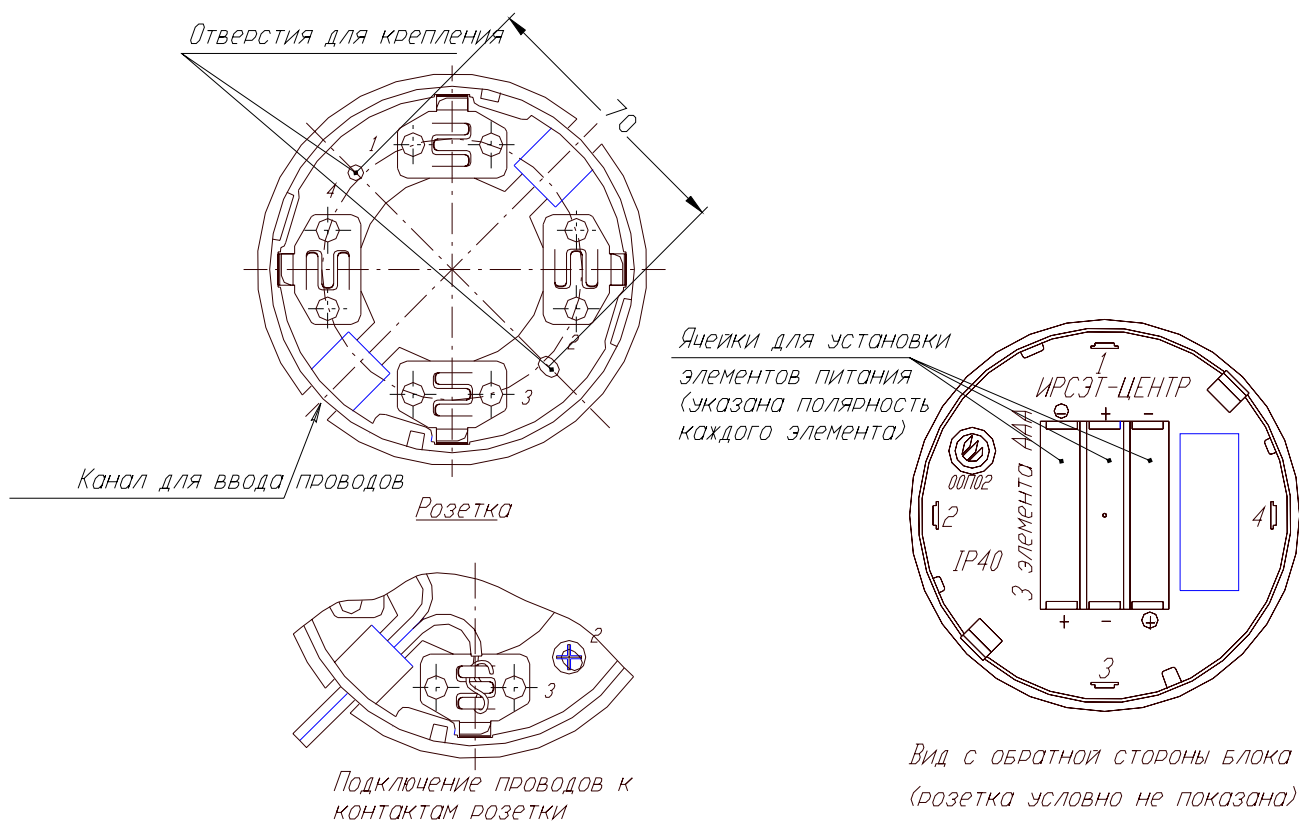 Отверстия для крепления
70
1
4
2
3
Канал для ввода проводов
Розетка
2
3
Подключение проводов к
контактам розетки
Ячейки для установки
элементов питания
(указана полярность
каждого элемента)
1
ИРСЭТ-ЦЕНТР
⊖ + -
3 элемента ААА
ОП02
2
4
IP40
+ - ⊕
3
Вид с обратной стороны блока
(розетка условно не показана)